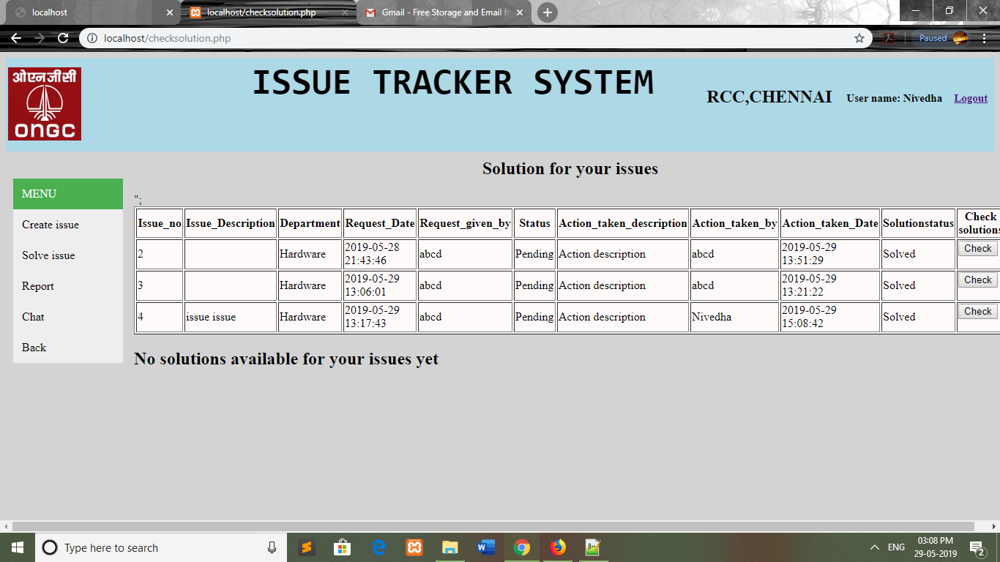 localhost
localhost/checksolution.php
Gmail - Free Storage and Email f
localhost/checksolution.php
Paused
ओएनजीसी
ONGC
ISSUE TRACKER SYSTEM
RCC,CHENNAI
User name: Nivedha
Logout
Solution for your issues
MENU
Create issue
Solve issue
Report
Chat
Back
";
Issue_no Issue_Description Department Request_Date Request_given_by Status Action_taken_description Action_taken_by Action_taken_Date Solutionstatus Check solutions
2 Hardware 2019-05-28 21:43:46 abcd Pending Action description abcd 2019-05-29 13:51:29 Solved Check
3 Hardware 2019-05-29 13:06:01 abcd Pending Action description abcd 2019-05-29 13:21:22 Solved Check
4 issue issue Hardware 2019-05-29 13:17:43 abcd Pending Action description Nivedha 2019-05-29 15:08:42 Solved Check
No solutions available for your issues yet
Type here to search
ENG
03:08 PM
29-05-2019
2